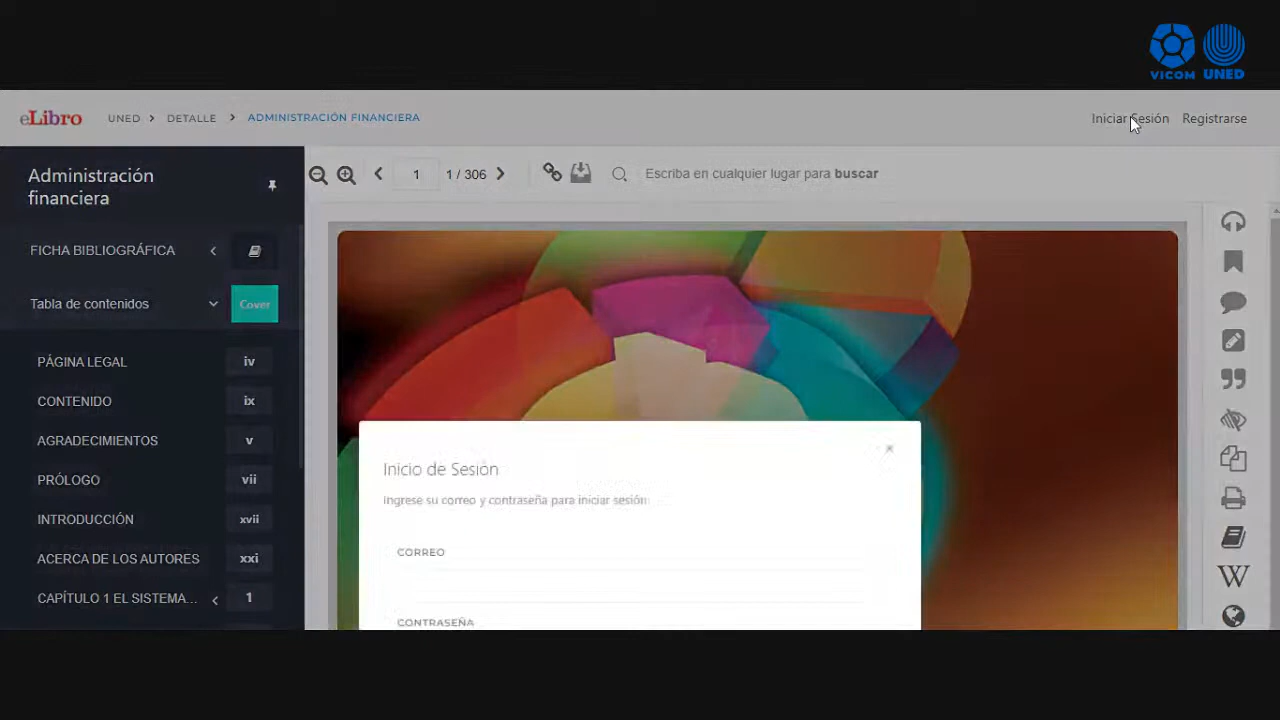 VICOM UNED
eLibro UNED > DETALLE > ADMINISTRACIÓN FINANCIERA
Iniciar Sesión Registrarse
Administración
financiera
1 1 / 306
Escriba en cualquier lugar para buscar
FICHA BIBLIOGRÁFICA
Tabla de contenidos Cover
PÁGINA LEGAL iv
CONTENIDO ix
AGRADECIMIENTOS v
PRÓLOGO vii
INTRODUCCIÓN xvii
ACERCA DE LOS AUTORES xxi
CAPÍTULO 1 EL SISTEMA... 1
Inicio de Sesión
Ingrese su correo y contraseña para iniciar sesión
CORREO
CONTRASEÑA
W